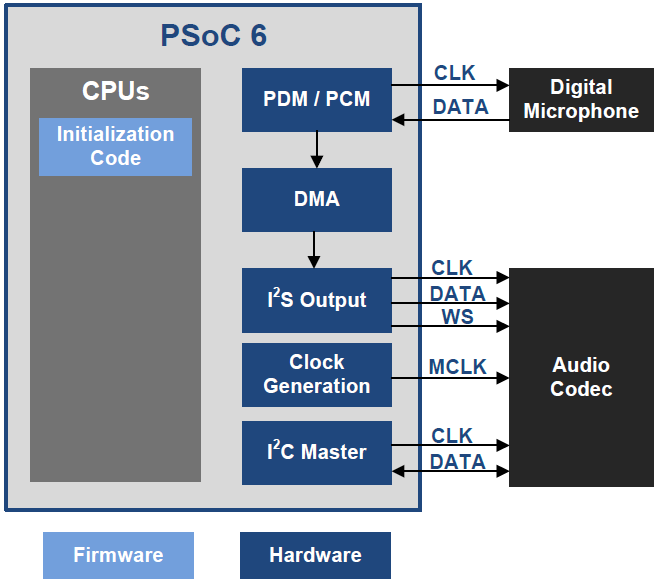 PSoC 6
CPUs
Initialization
Code
PDM / PCM
DMA
I²S Output
Clock
Generation
I²C Master
CLK
DATA
Digital
Microphone
CLK
DATA
WS
MCLK
CLK
DATA
Audio
Codec
Firmware
Hardware